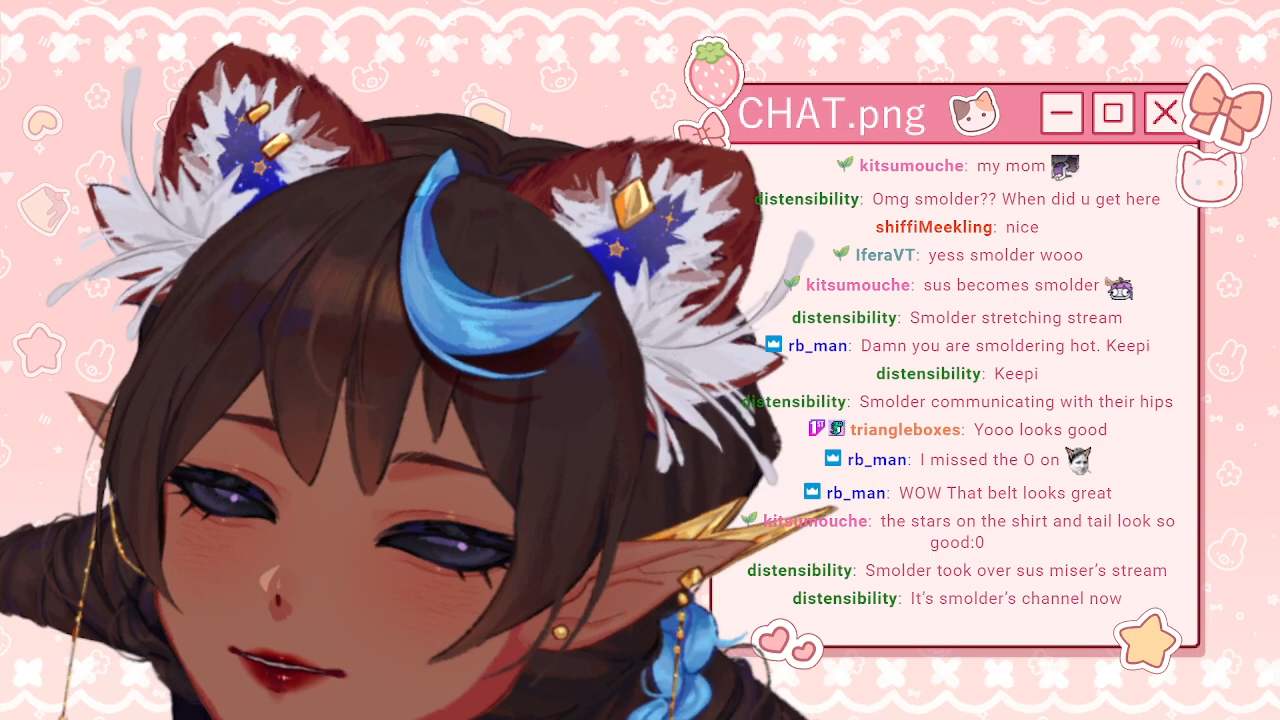 CHAT.png
kitsumouche: my mom
distensibility: Omg smolder?? When did u get here
shiffiMeekling: nice
IferaVT: yess smolder wooo
kitsumouche: sus becomes smolder
distensibility: Smolder stretching stream
rb_man: Damn you are smoldering hot. Keepi
distensibility: Keepi
distensibility: Smolder communicating with their hips
1ST triangleboxes: Yooo looks good
rb_man: I missed the O on
rb_man: WOW That belt looks great
kitsumouche: the stars on the shirt and tail look so
good:0
distensibility: Smolder took over sus miser's stream
distensibility: It's smolder's channel now